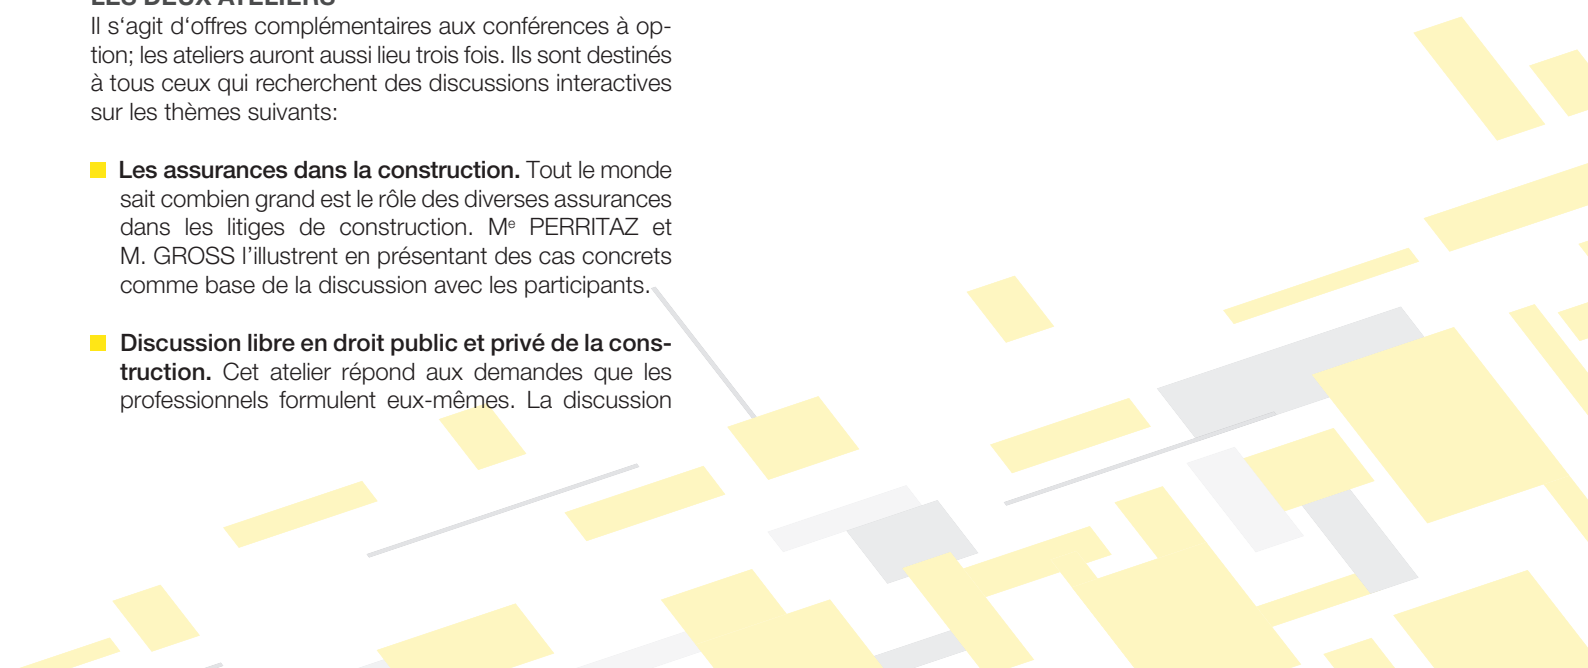 LES DEUX ATELIERS
Il s‘agit d‘offres complémentaires aux conférences à op-
tion; les ateliers auront aussi lieu trois fois. Ils sont destinés
à tous ceux qui recherchent des discussions interactives
sur les thèmes suivants:
Les assurances dans la construction. Tout le monde
sait combien grand est le rôle des diverses assurances
dans les litiges de construction. Mᵉ PERRITAZ et
M. GROSS l’illustrent en présentant des cas concrets
comme base de la discussion avec les participants.
Discussion libre en droit public et privé de la cons-
truction. Cet atelier répond aux demandes que les
professionnels formulent eux-mêmes. La discussion